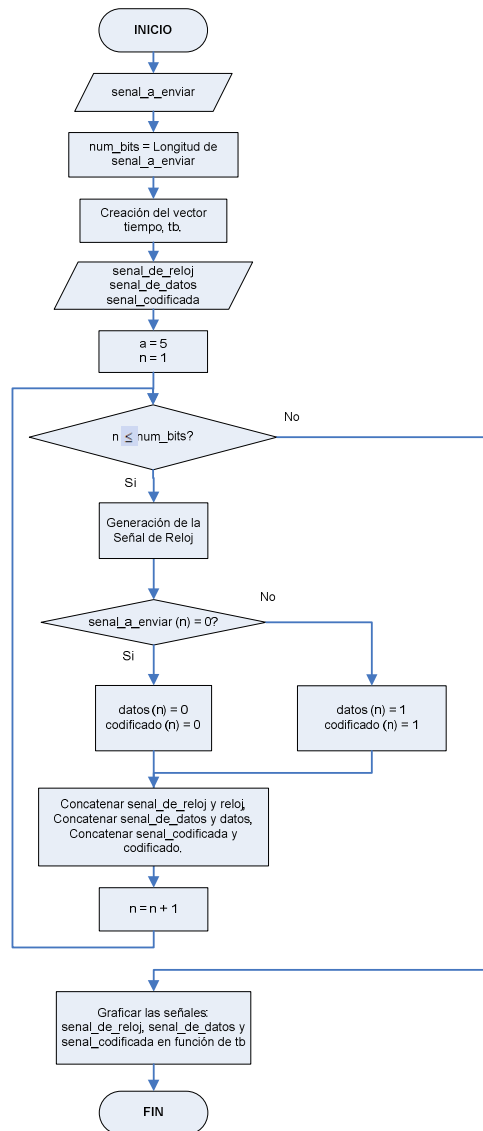 INICIO
senal_a_enviar
num_bits = Longitud de
senal_a_enviar
Creación del vector
tiempo, tb.
senal_de_reloj
senal_de_datos
senal_codificada
a = 5
n = 1
n ≤ num_bits?
No
Si
Generación de la
Señal de Reloj
senal_a_enviar (n) = 0?
No
Si
datos (n) = 0
codificado (n) = 0
datos (n) = 1
codificado (n) = 1
Concatenar senal_de_reloj y reloj,
Concatenar senal_de_datos y datos,
Concatenar senal_codificada y
codificado.
n = n + 1
Graficar las señales:
senal_de_reloj, senal_de_datos y
senal_codificada en función de tb
FIN